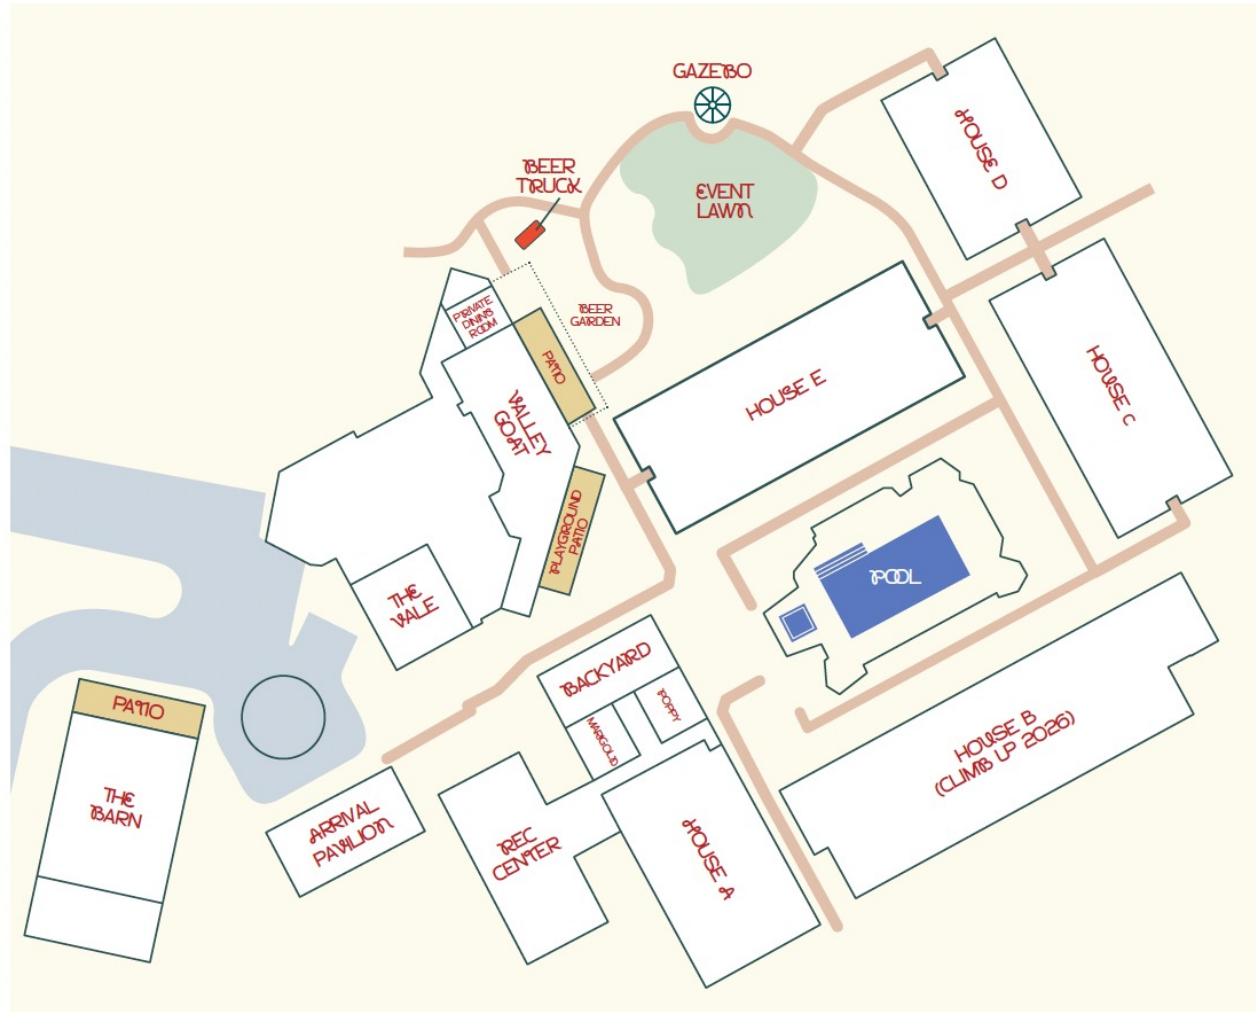 GAZEBO
BEER
TRUCK
HOUSE D
EVENT
LAWN
PRIVATE
DINING
ROOM
BEER
GARDEN
PATIO
HOUSE E
HOUSE C
VALLEY
GOAT
PLAYGROUND
PATIO
POOL
THE
VALE
BACKYARD
POPPY
MARIGOLD
PATIO
HOUSE B
(CLIMB UP 2026)
THE
BARN
ARRIVAL
PAVILION
REC
CENTER
HOUSE A